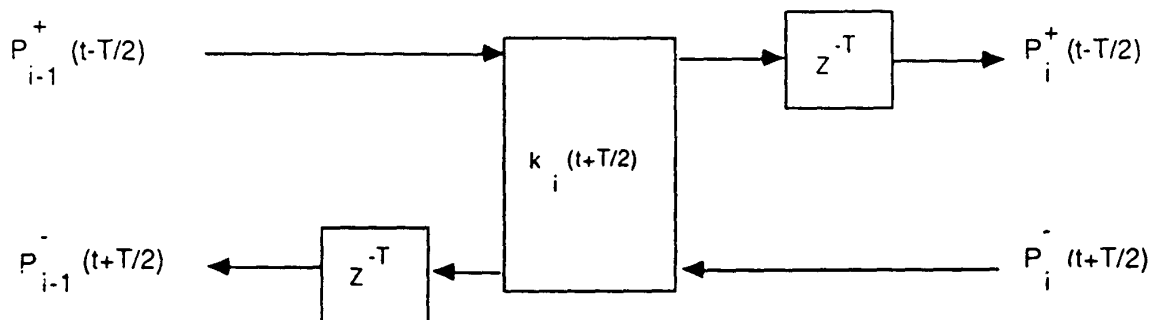 P⁺ᵢ₋₁ (t-T/2)
z⁻ᵀ
P⁺ᵢ (t-T/2)
kᵢ (t+T/2)
P⁻ᵢ₋₁ (t+T/2)
z⁻ᵀ
P⁻ᵢ (t+T/2)